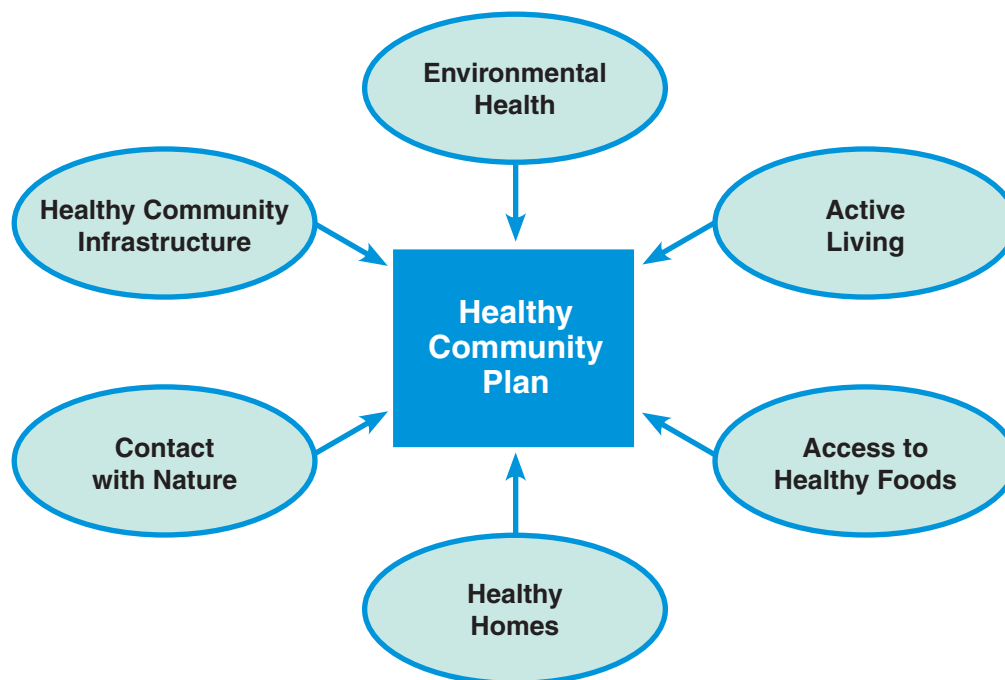 Environmental
Health
Healthy Community
Infrastructure
Active
Living
Healthy
Community
Plan
Contact
with Nature
Access to
Healthy Foods
Healthy
Homes